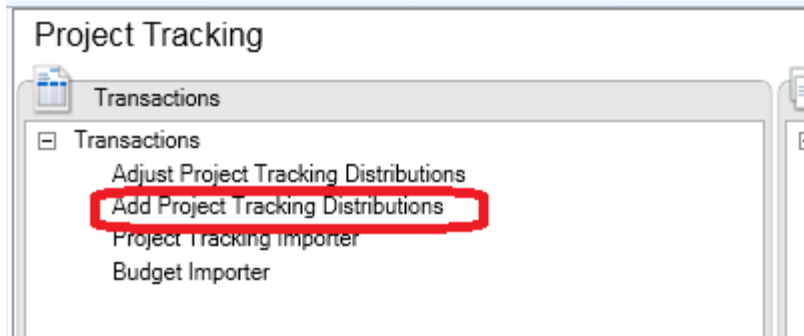 Project Tracking
Transactions
Transactions
Adjust Project Tracking Distributions
Add Project Tracking Distributions
Project Tracking Importer
Budget Importer